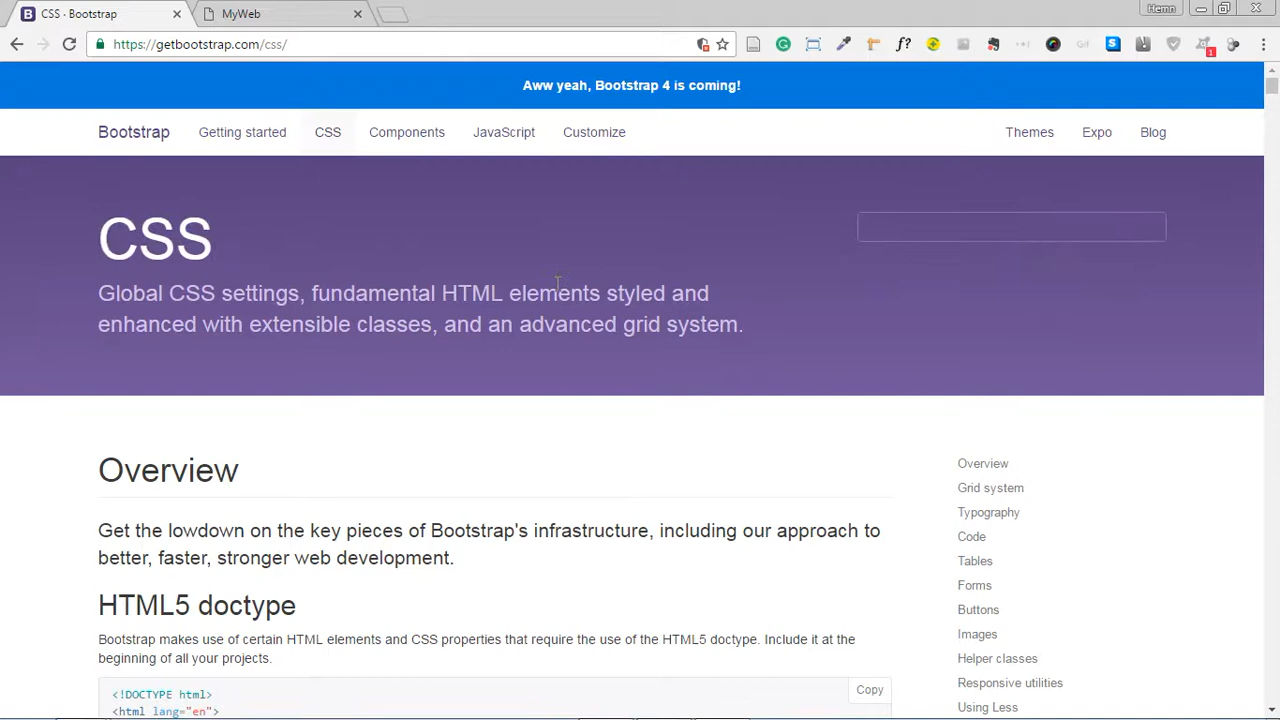 CSS · Bootstrap
MyWeb
Hemn
https://getbootstrap.com/css/
f?
Git
S
1
Aww yeah, Bootstrap 4 is coming!
Bootstrap Getting started CSS Components JavaScript Customize Themes Expo Blog
CSS
Global CSS settings, fundamental HTML elements styled and
enhanced with extensible classes, and an advanced grid system.
Overview
Get the lowdown on the key pieces of Bootstrap's infrastructure, including our approach to
better, faster, stronger web development.
HTML5 doctype
Bootstrap makes use of certain HTML elements and CSS properties that require the use of the HTML5 doctype. Include it at the
beginning of all your projects.
Copy
<!DOCTYPE html>
<html lang="en">
Overview
Grid system
Typography
Code
Tables
Forms
Buttons
Images
Helper classes
Responsive utilities
Using Less